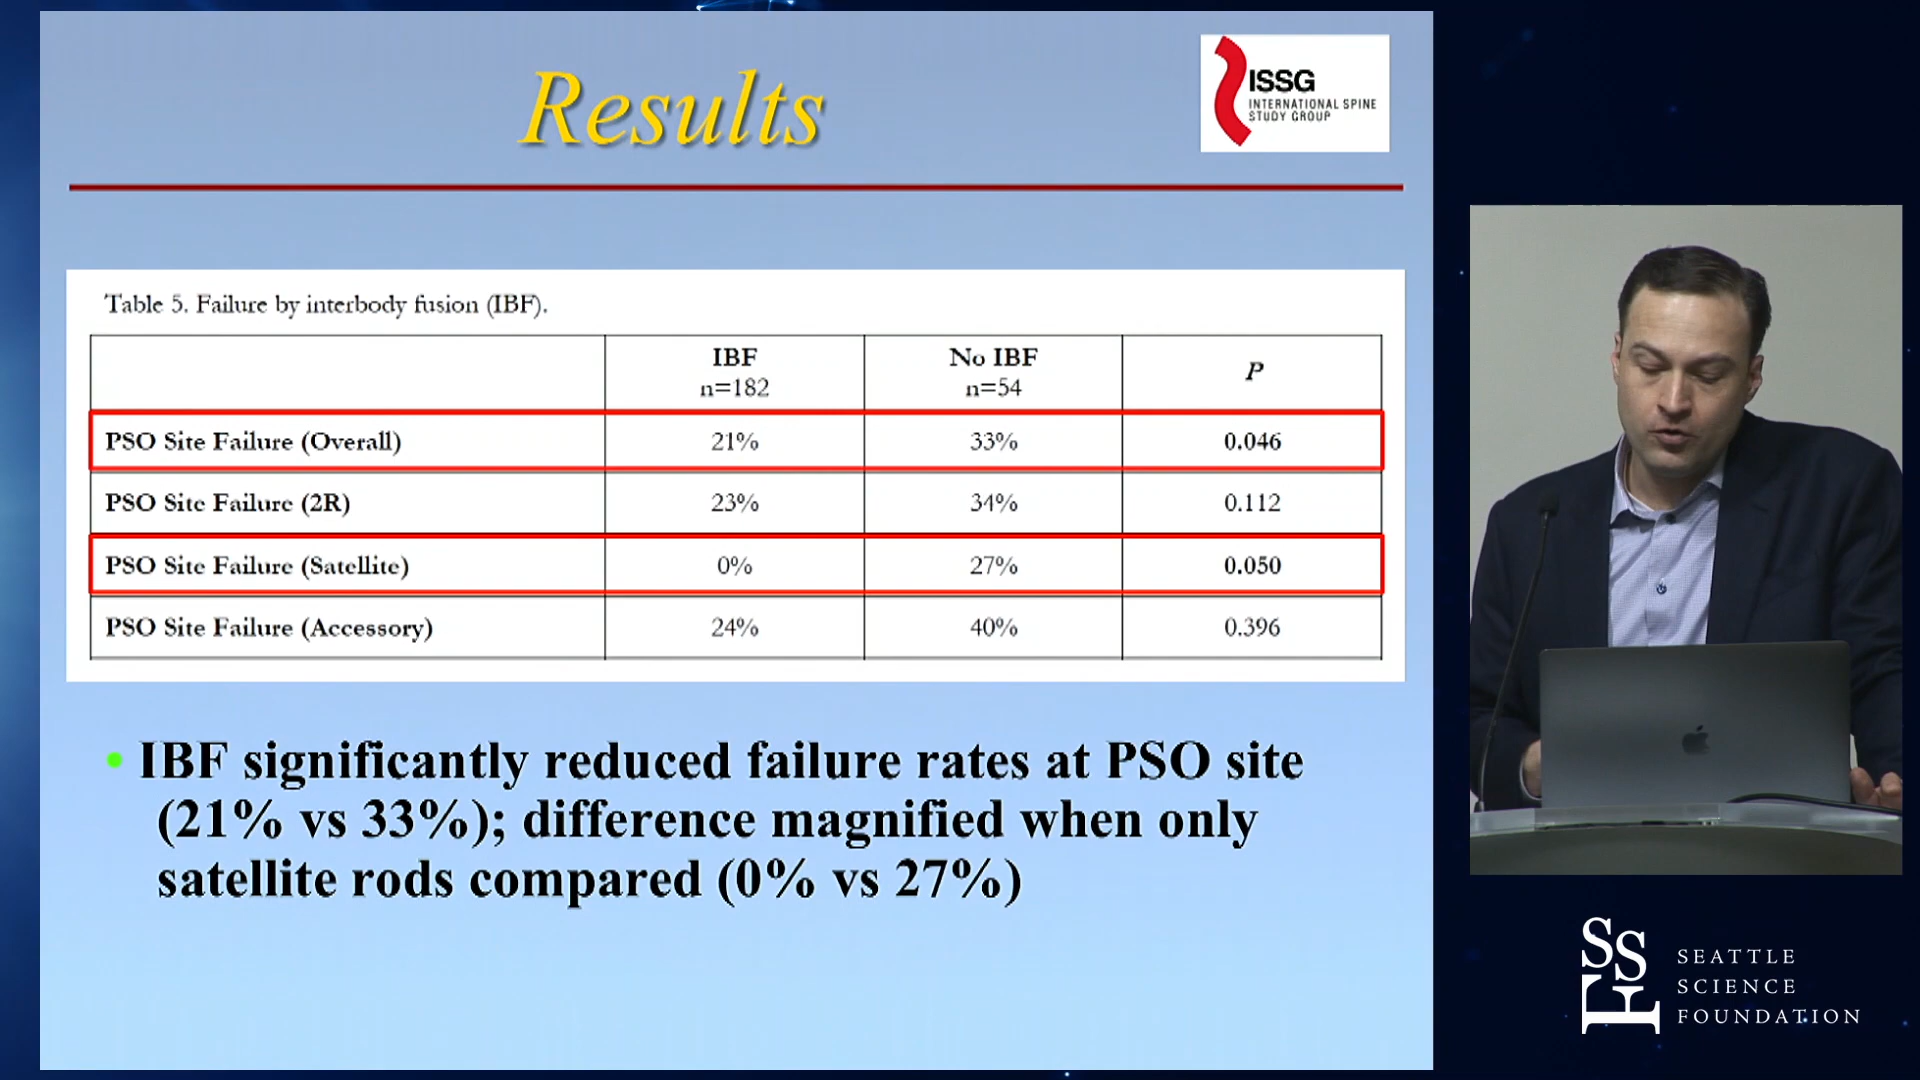 Results
ISSG
INTERNATIONAL SPINE
STUDY GROUP
Table 5. Failure by interbody fusion (IBF).
IBF No IBF P
n=182 n=54
PSO Site Failure (Overall) 21% 33% 0.046
PSO Site Failure (2R) 23% 34% 0.112
PSO Site Failure (Satellite) 0% 27% 0.050
PSO Site Failure (Accessory) 24% 40% 0.396
• IBF significantly reduced failure rates at PSO site
(21% vs 33%); difference magnified when only
satellite rods compared (0% vs 27%)
SSF
SEATTLE
SCIENCE
FOUNDATION